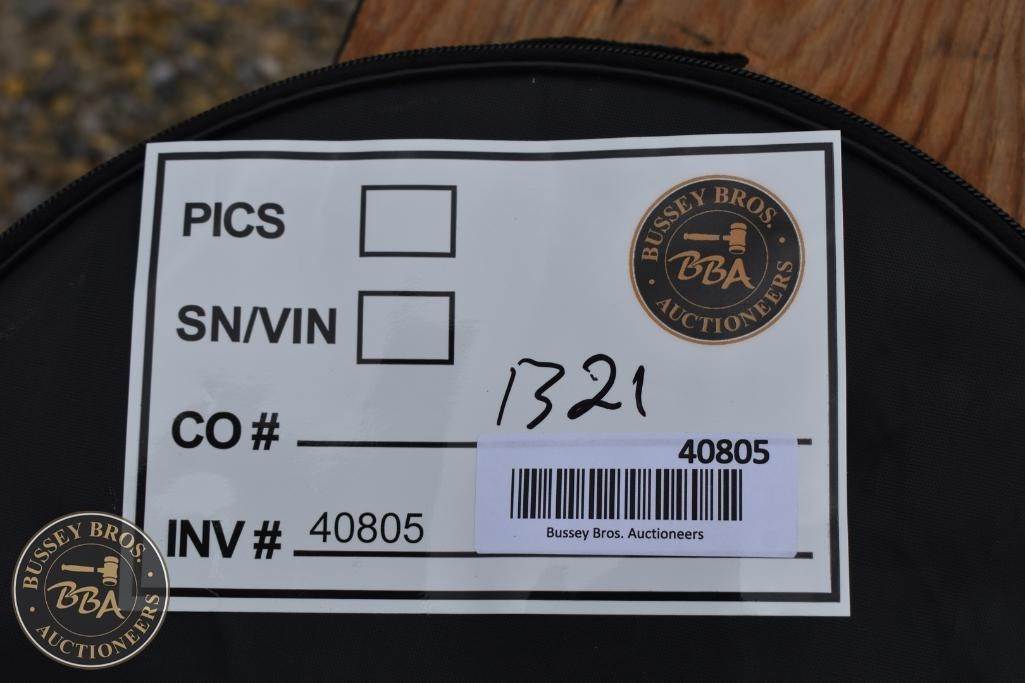 PICS
BUSSEY BROS.
BBA
AUCTIONEERS
SN/VIN
CO # B21
40805
Bussey Bros. Auctioneers
INV # 40805
BUSSEY BROS.
BBA
AUCTIONEERS